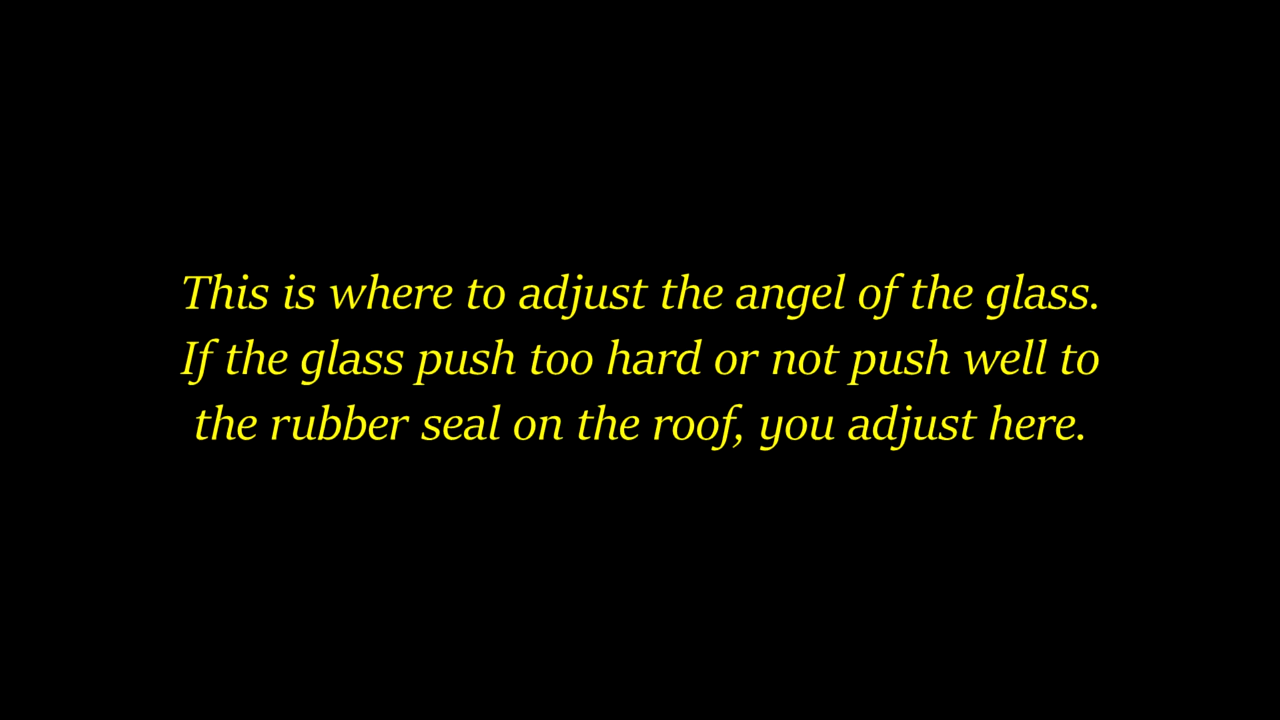 This is where to adjust the angel of the glass.
If the glass push too hard or not push well to
the rubber seal on the roof, you adjust here.